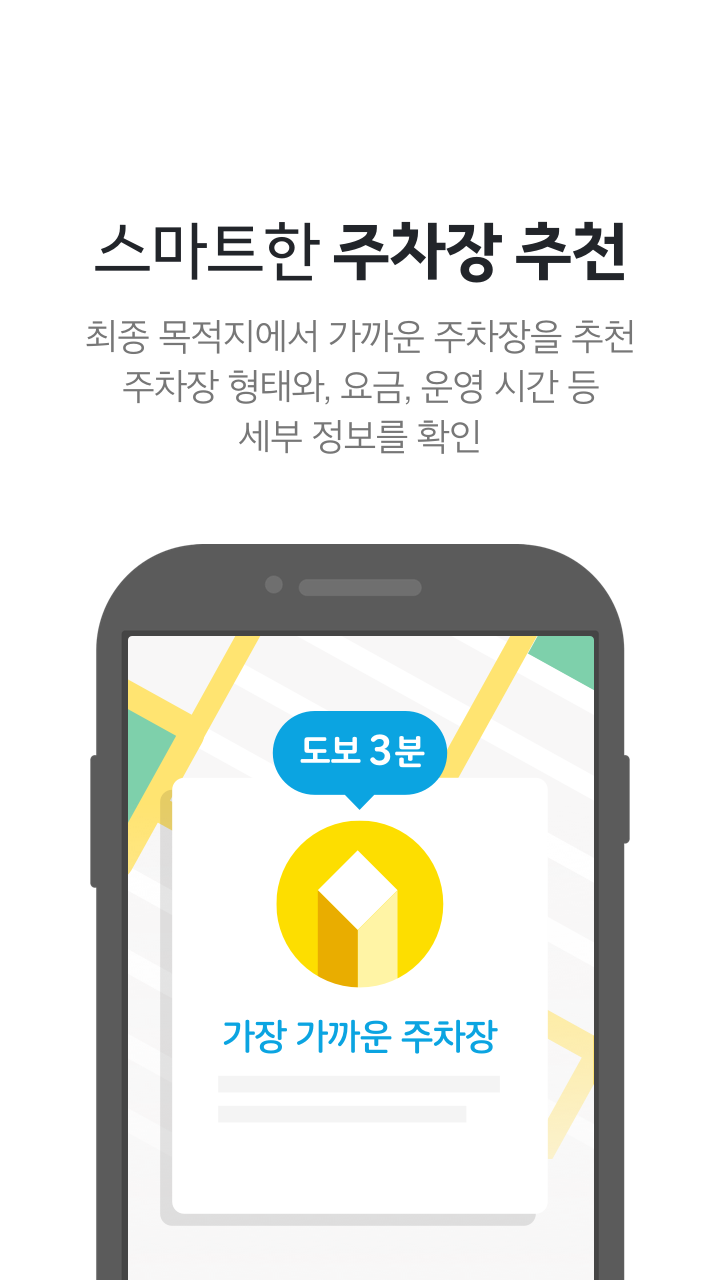 스마트한 주차장 추천
최종 목적지에서 가까운 주차장을 추천
주차장 형태와, 요금, 운영 시간 등
세부 정보를 확인
도보 3분
가장 가까운 주차장